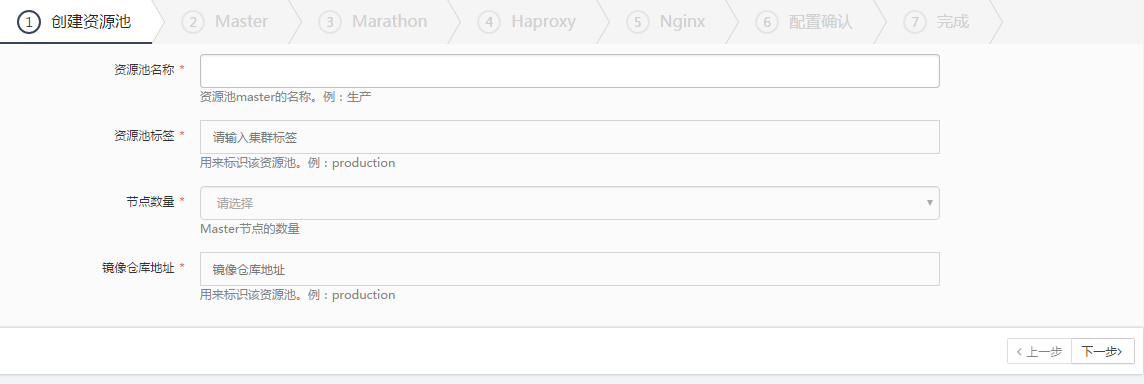 1 创建资源池 2 Master 3 Marathon 4 Haproxy 5 Nginx 6 配置确认 7 完成
资源池名称 *
资源池master的名称。例：生产
资源池标签 * 请输入集群标签
用来标识该资源池。例：production
节点数量 * 请选择
Master节点的数量
镜像仓库地址 * 镜像仓库地址
用来标识该资源池。例：production
上一步 下一步